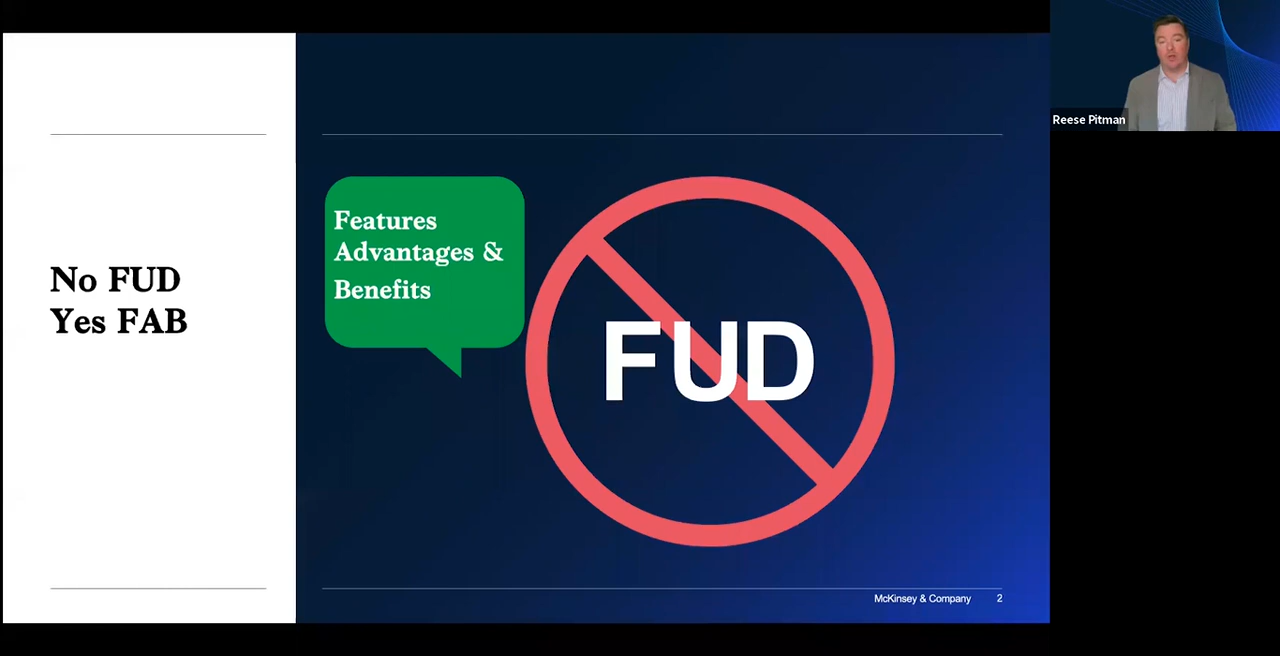 No FUD
Yes FAB
Features
Advantages &
Benefits
FUD
McKinsey & Company 2
Reese Pitman